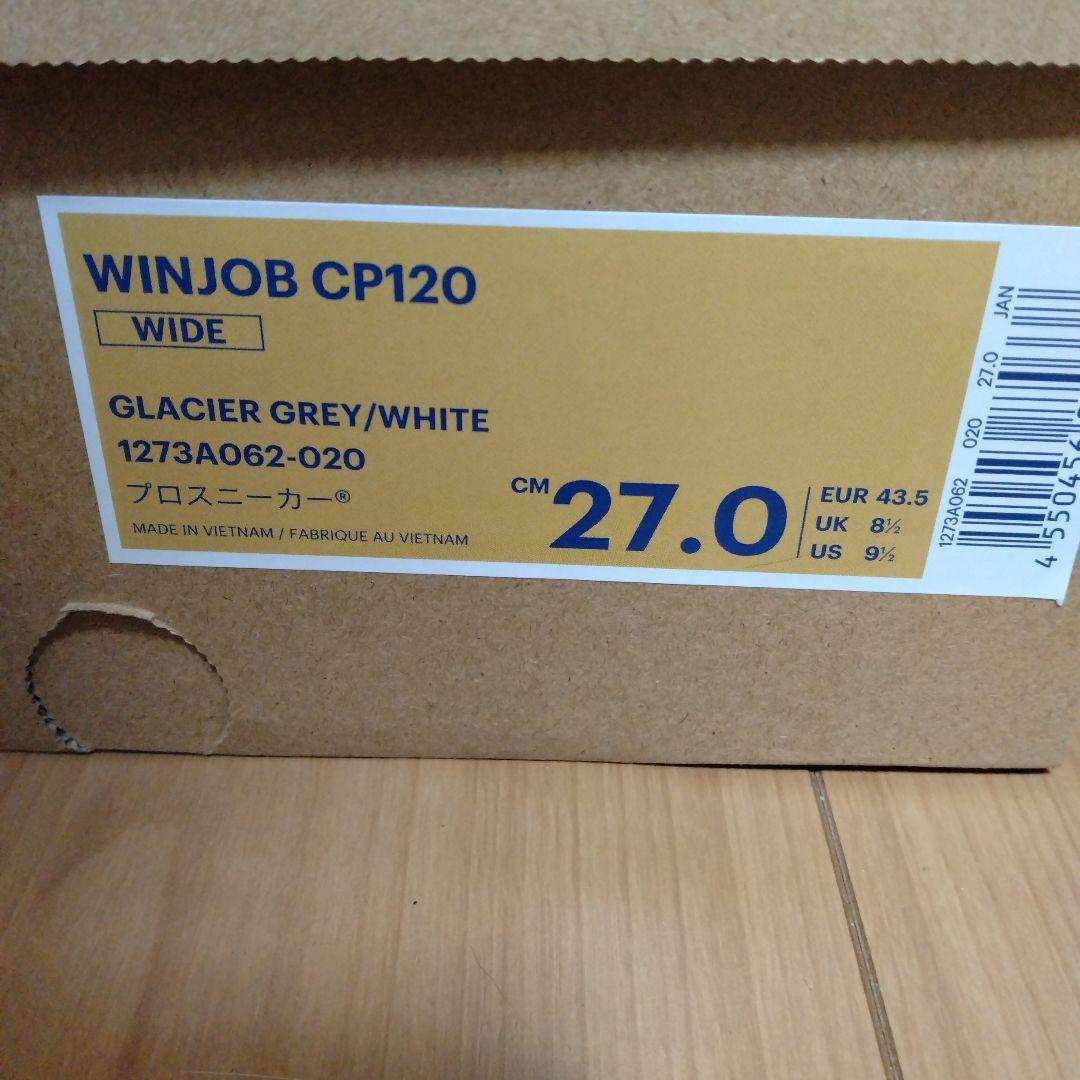 WINJOB CP120
WIDE
GLACIER GREY/WHITE
1273A062-020
プロスニーカー®
MADE IN VIETNAM / FABRIQUE AU VIETNAM
CM 27.0
EUR 43.5
UK 8½
US 9½
1273A062 020 27.0 JAN
4 550456